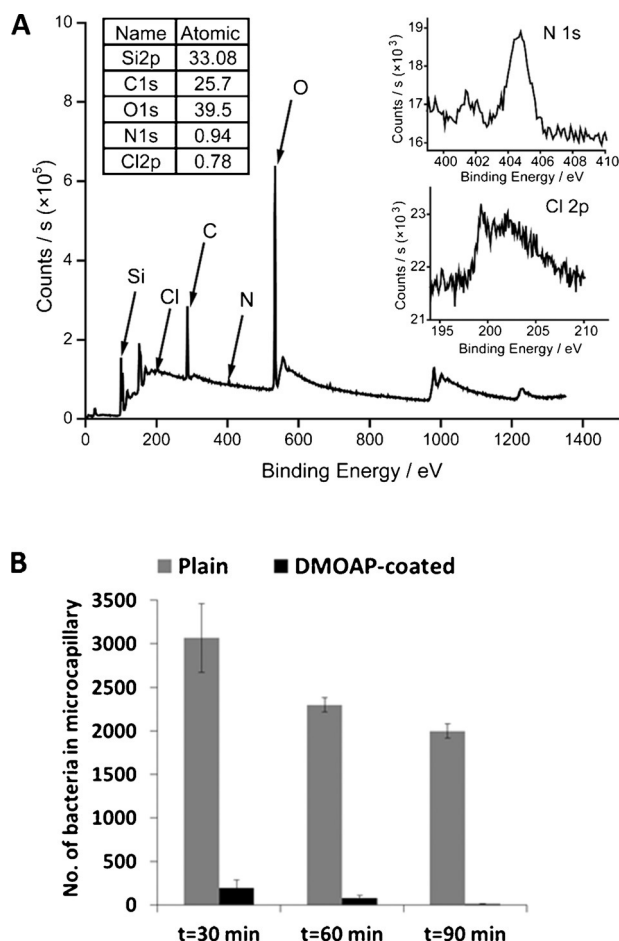 A
Name Atomic
Si2p 33.08
C1s 25.7
O1s 39.5
N1s 0.94
Cl2p 0.78
10
8
6
4
2
0
Counts / s (×10⁵)
Si
Cl
C
N
O
0 200 400 600 800 1000 1200 1400
Binding Energy / eV
N 1s
19
18
17
16
Counts / s (×10³)
400 402 404 406 408 410
Binding Energy / eV
Cl 2p
23
22
21
Counts / s (×10³)
195 200 205 210
Binding Energy / eV
B
Plain DMOAP-coated
3500
3000
2500
2000
1500
1000
500
0
No. of bacteria in microcapillary
t=30 min t=60 min t=90 min